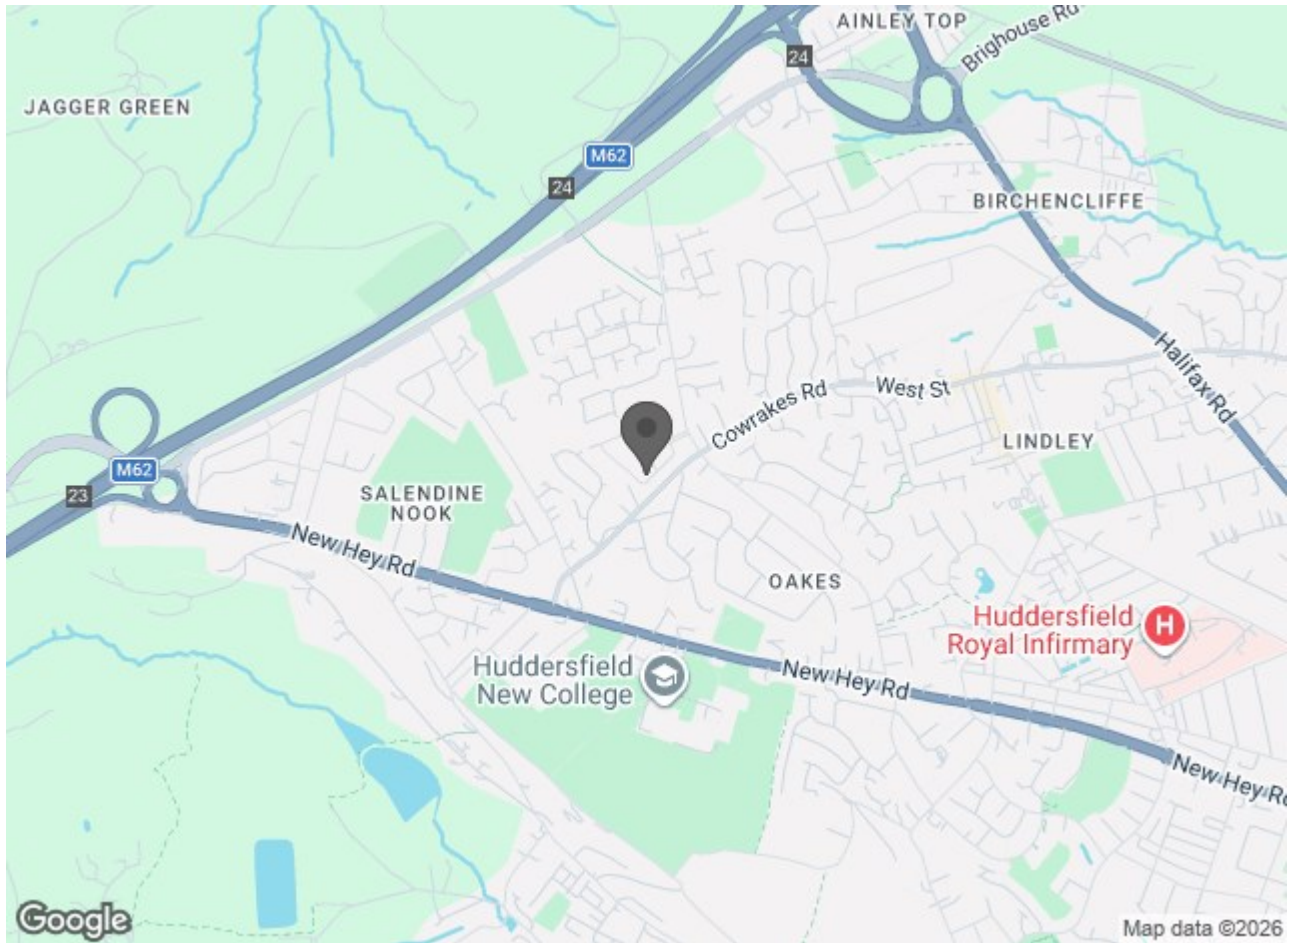 AINLEY TOP
Brighouse Rd
24
JAGGER GREEN
M62
24
BIRCHENCLIFFE
Halifax Rd
West St
Cowrakes Rd
LINDLEY
M62
23
SALENDINE
NOOK
New Hey Rd
OAKES
Huddersfield
Royal Infirmary
H
Huddersfield
New College
New Hey Rd
New Hey Rd
Google
Map data ©2026